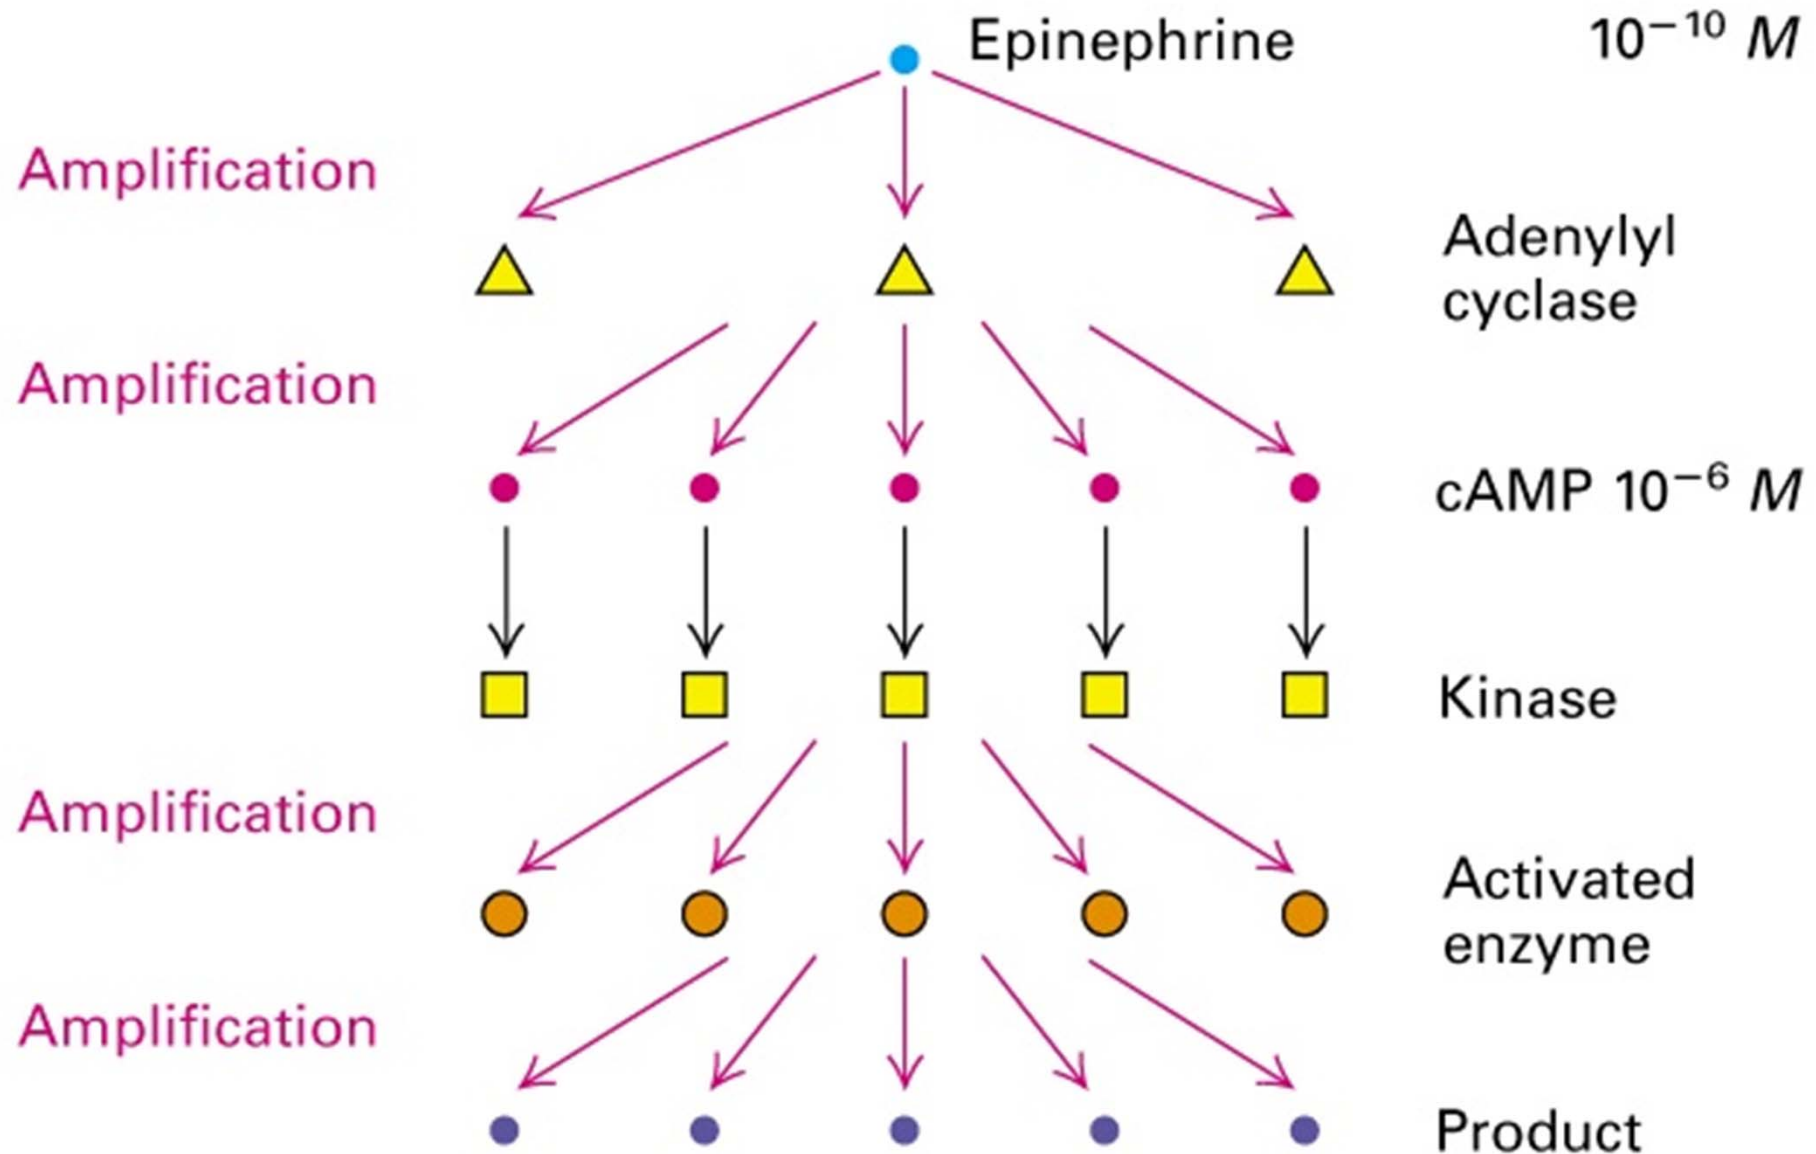 Epinephrine 10⁻¹⁰ M
Amplification
Adenylyl
cyclase
Amplification
cAMP 10⁻⁶ M
Kinase
Amplification
Activated
enzyme
Amplification
Product